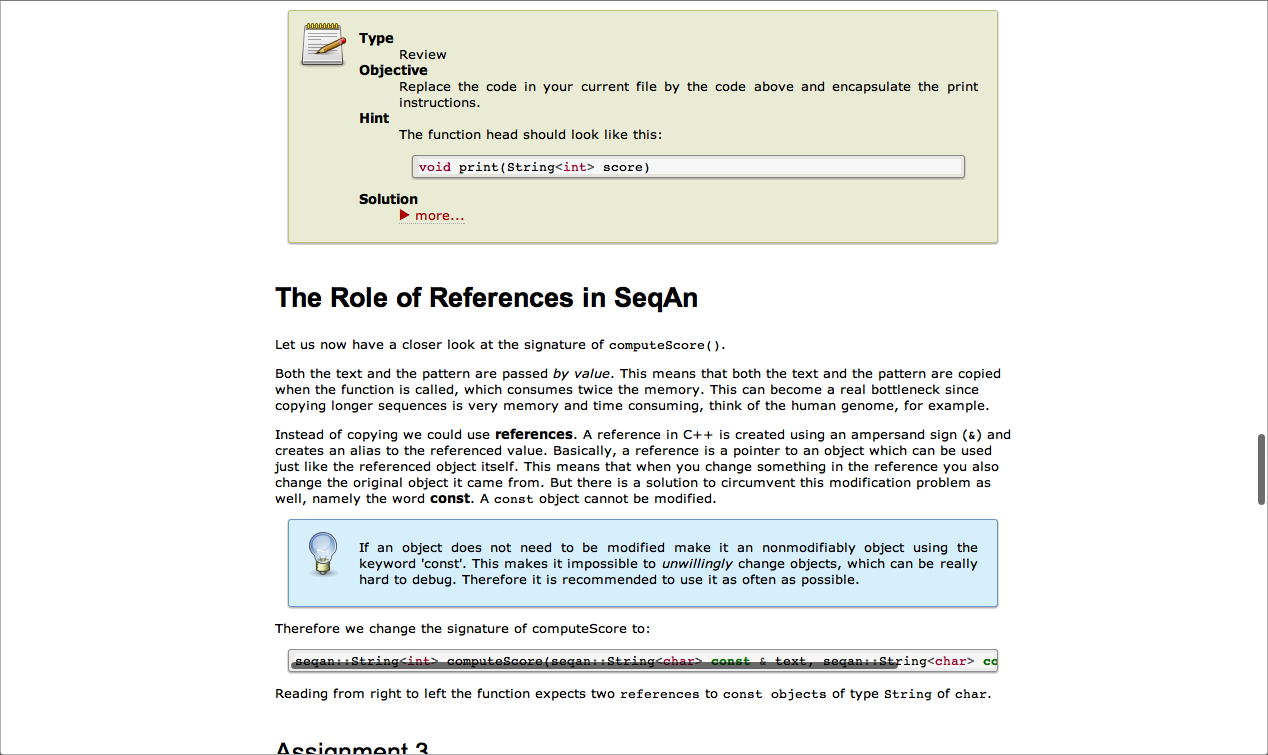 Type
Review
Objective
Replace the code in your current file by the code above and encapsulate the print
instructions.
Hint
The function head should look like this:
void print(String<int> score)
Solution
more...
The Role of References in SeqAn
Let us now have a closer look at the signature of computeScore().
Both the text and the pattern are passed by value. This means that both the text and the pattern are copied
when the function is called, which consumes twice the memory. This can become a real bottleneck since
copying longer sequences is very memory and time consuming, think of the human genome, for example.
Instead of copying we could use references. A reference in C++ is created using an ampersand sign (&) and
creates an alias to the referenced value. Basically, a reference is a pointer to an object which can be used
just like the referenced object itself. This means that when you change something in the reference you also
change the original object it came from. But there is a solution to circumvent this modification problem as
well, namely the word const. A const object cannot be modified.
If an object does not need to be modified make it an nonmodifiably object using the
keyword 'const'. This makes it impossible to unwillingly change objects, which can be really
hard to debug. Therefore it is recommended to use it as often as possible.
Therefore we change the signature of computeScore to:
seqan::String<int> computeScore(seqan::String<char> const & text, seqan::String<char> co
Reading from right to left the function expects two references to const objects of type String of char.
Assignment 3